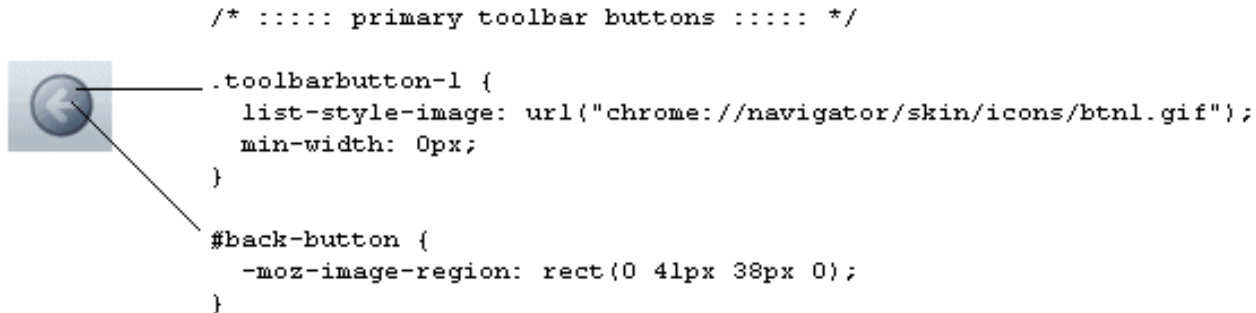 /* ::::: primary toolbar buttons ::::: */
.toolbarbutton-1 {
list-style-image: url("chrome://navigator/skin/icons/btn1.gif");
min-width: 0px;
}
#back-button {
-moz-image-region: rect(0 41px 38px 0);
}